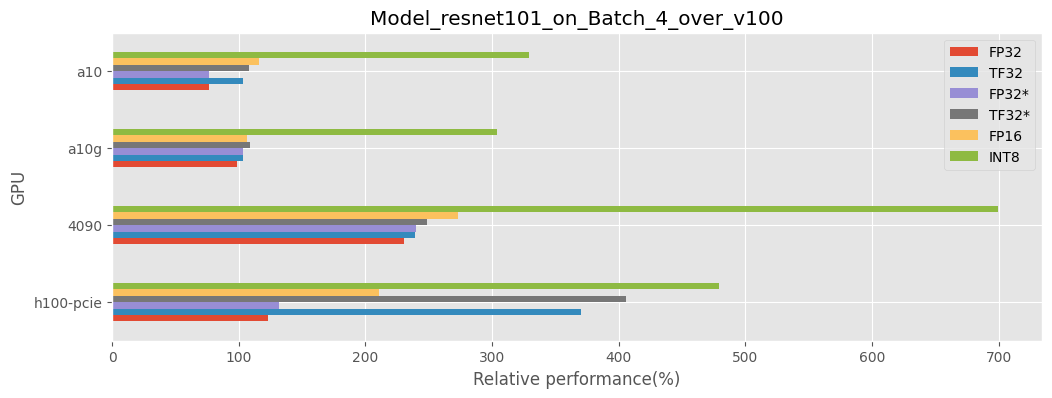 Model_resnet101_on_Batch_4_over_v100
FP32
TF32
FP32*
TF32*
FP16
INT8
GPU
a10
a10g
4090
h100-pcie
0 100 200 300 400 500 600 700
Relative performance(%)